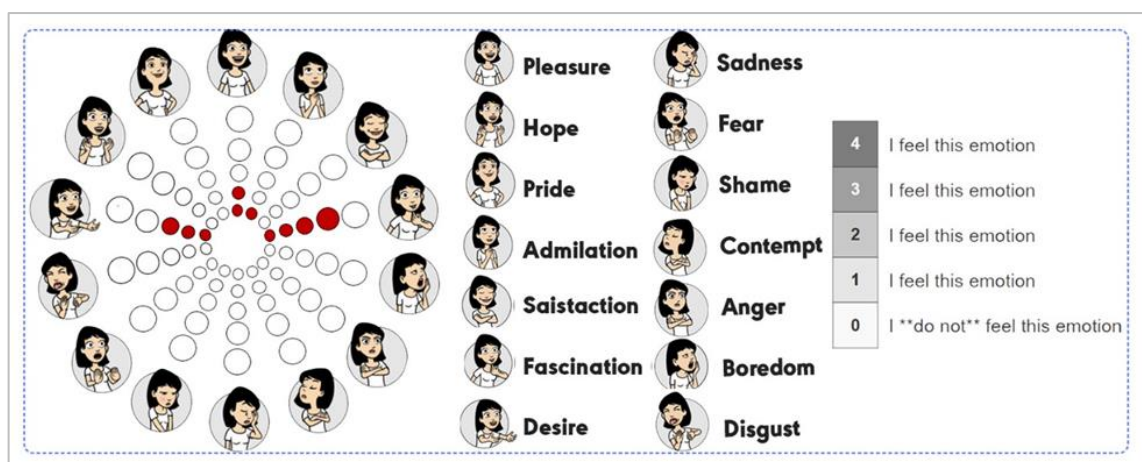 Pleasure
Hope
Pride
Admilation
Saistaction
Fascination
Desire
Sadness
Fear
Shame
Contempt
Anger
Boredom
Disgust
4 I feel this emotion
3 I feel this emotion
2 I feel this emotion
1 I feel this emotion
0 I **do not** feel this emotion